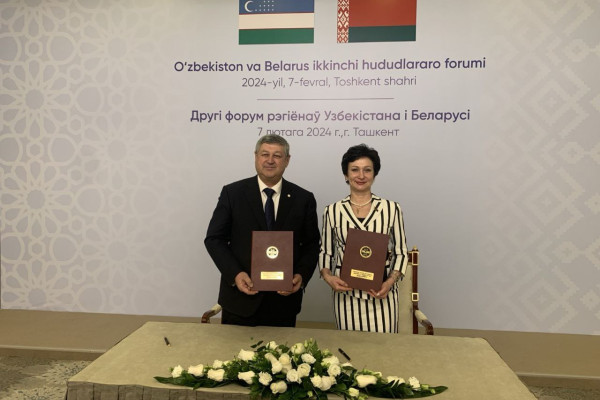 O'zbekiston va Belarus ikkinchi hududlararo forumi
2024-yil, 7-fevral, Toshkent shahri
Другі форум рэгіёнаў Узбекістана і Беларусі
7 лютага 2024 г.,г. Ташкент